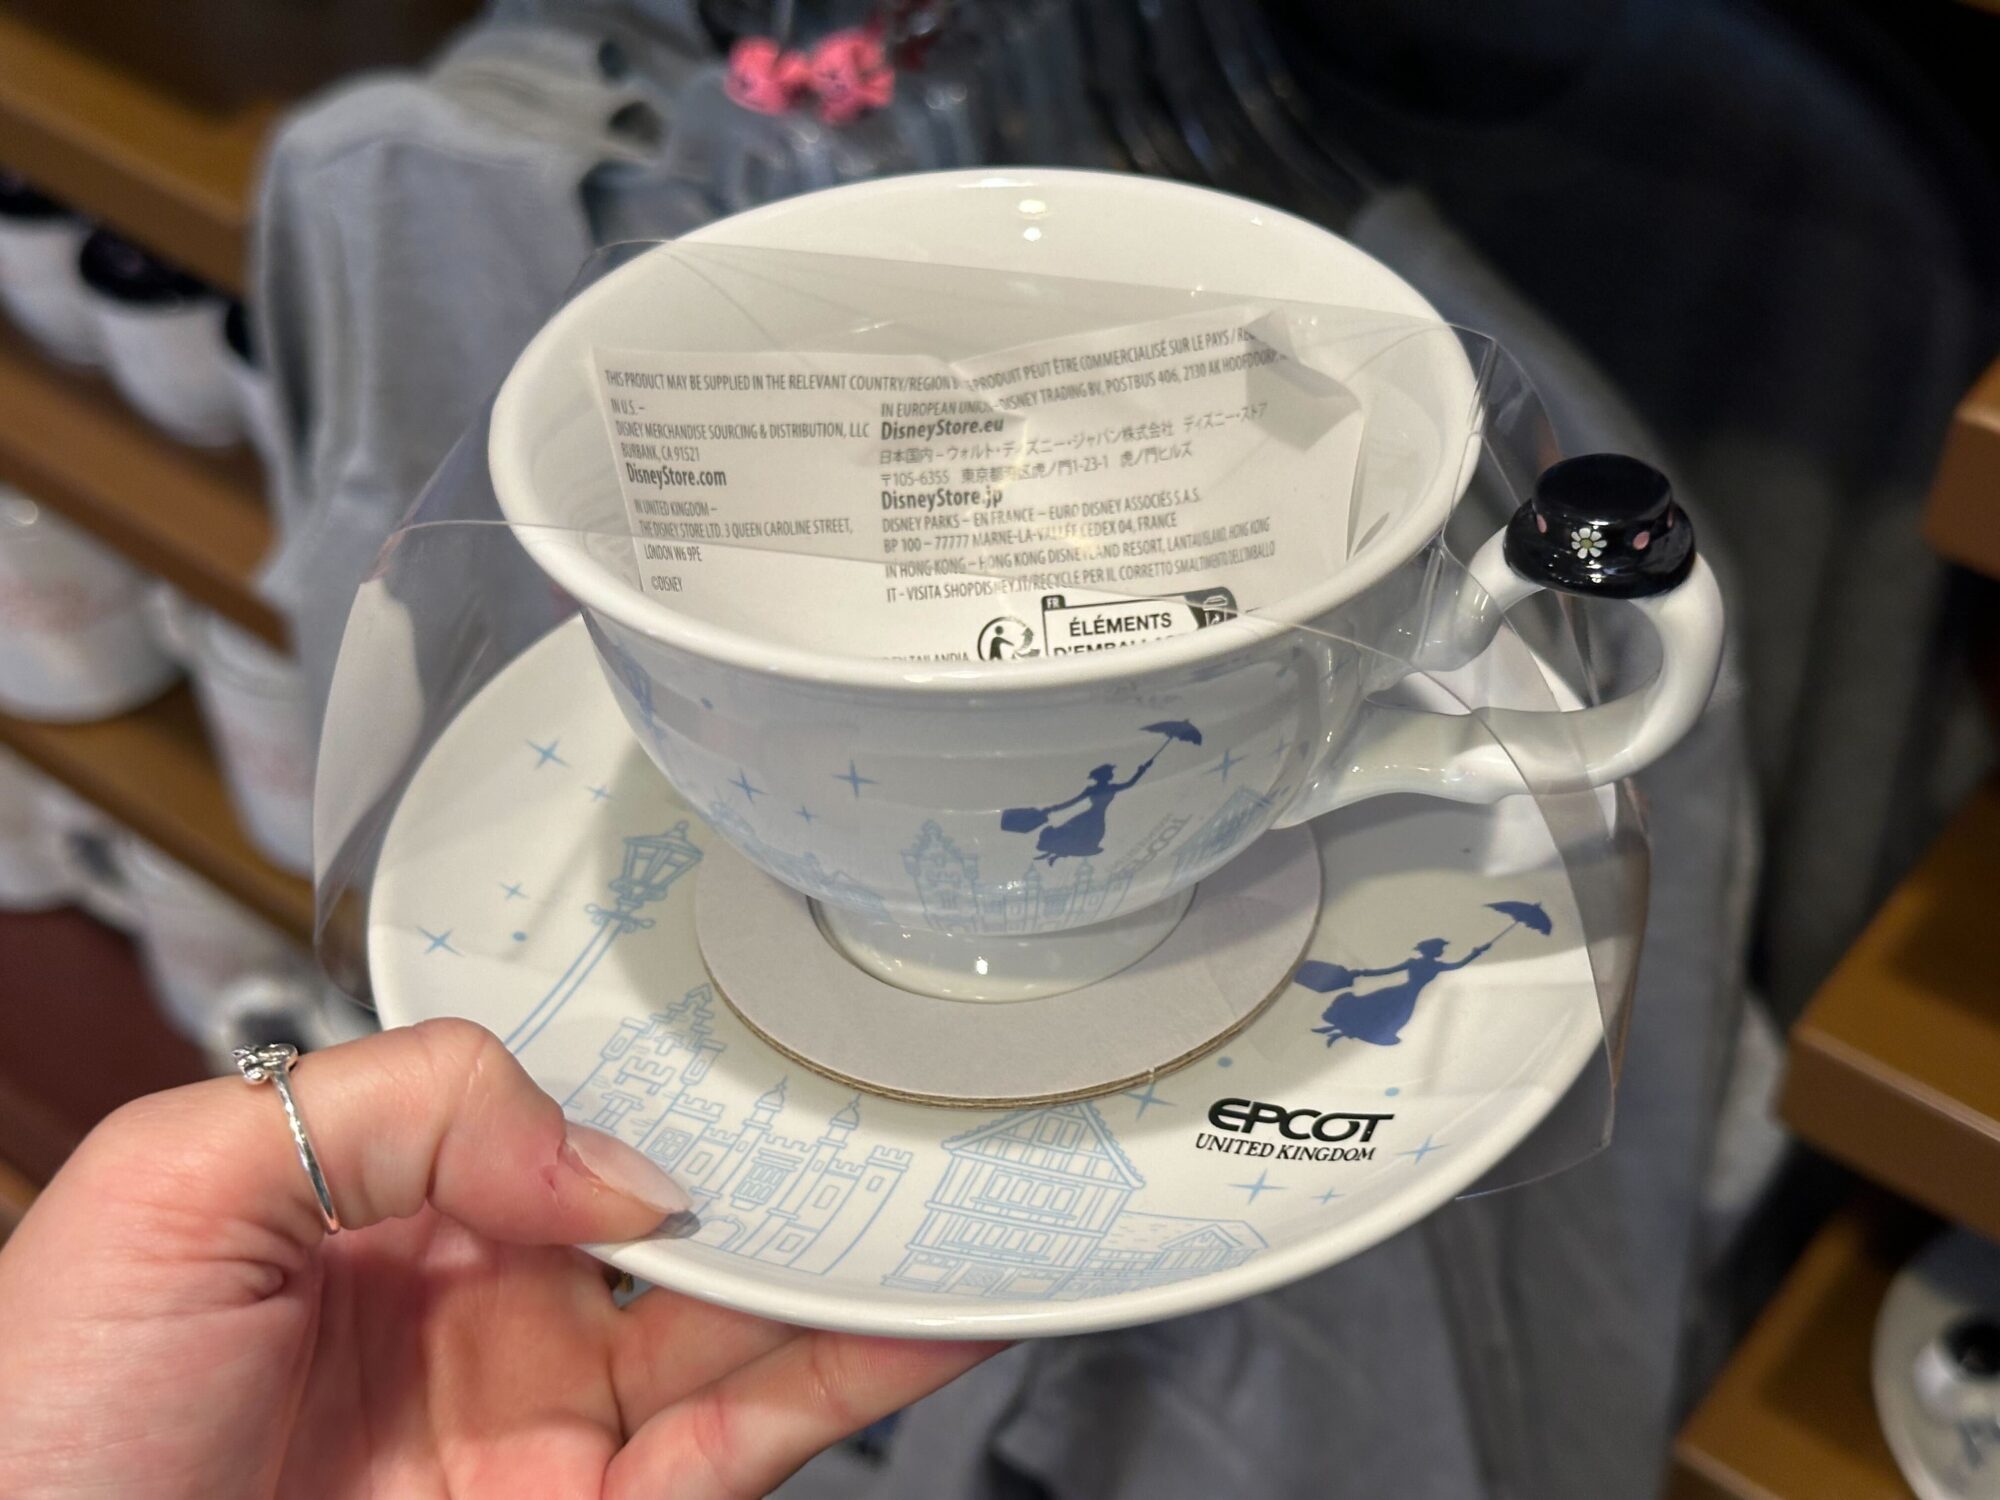 THIS PRODUCT MAY BE SUPPLIED IN THE RELEVANT COUNTRY/REGION B
PRODUIT PEUT ÊTRE COMMERCIALISÉ SUR LE PAYS / RÉ
IN U.S. –
DISNEY MERCHANDISE SOURCING & DISTRIBUTION, LLC
BURBANK, CA 91521
DisneyStore.com
IN UNITED KINGDOM –
THE DISNEY STORE LTD. 3 QUEEN CAROLINE STREET,
LONDON W6 9PE
©DISNEY
IN EUROPEAN UNION – DISNEY TRADING BV, POSTBUS 406, 2130 AK HOOFDDORP
DisneyStore.eu
日本国内 – ウォルト・ディズニー・ジャパン株式会社 ディズニー・ストア
〒105-6355 東京都港区虎ノ門1-23-1 虎ノ門ヒルズ
DisneyStore.jp
DISNEY PARKS – EN FRANCE – EURO DISNEY ASSOCIÉS S.A.S.
BP 100 – 77777 MARNE-LA-VALLÉE CEDEX 04, FRANCE
IN HONG KONG – HONG KONG DISNEYLAND RESORT, LANTAU ISLAND, HONG KONG
IT - VISITA SHOPDISNEY.IT/RECYCLE PER IL CORRETTO SMALTIMENTO DELL'IMBALLO
FR
ÉLÉMENTS
D'EMBALLA
TAILANDIA
EPCOT
EPCOT
UNITED KINGDOM